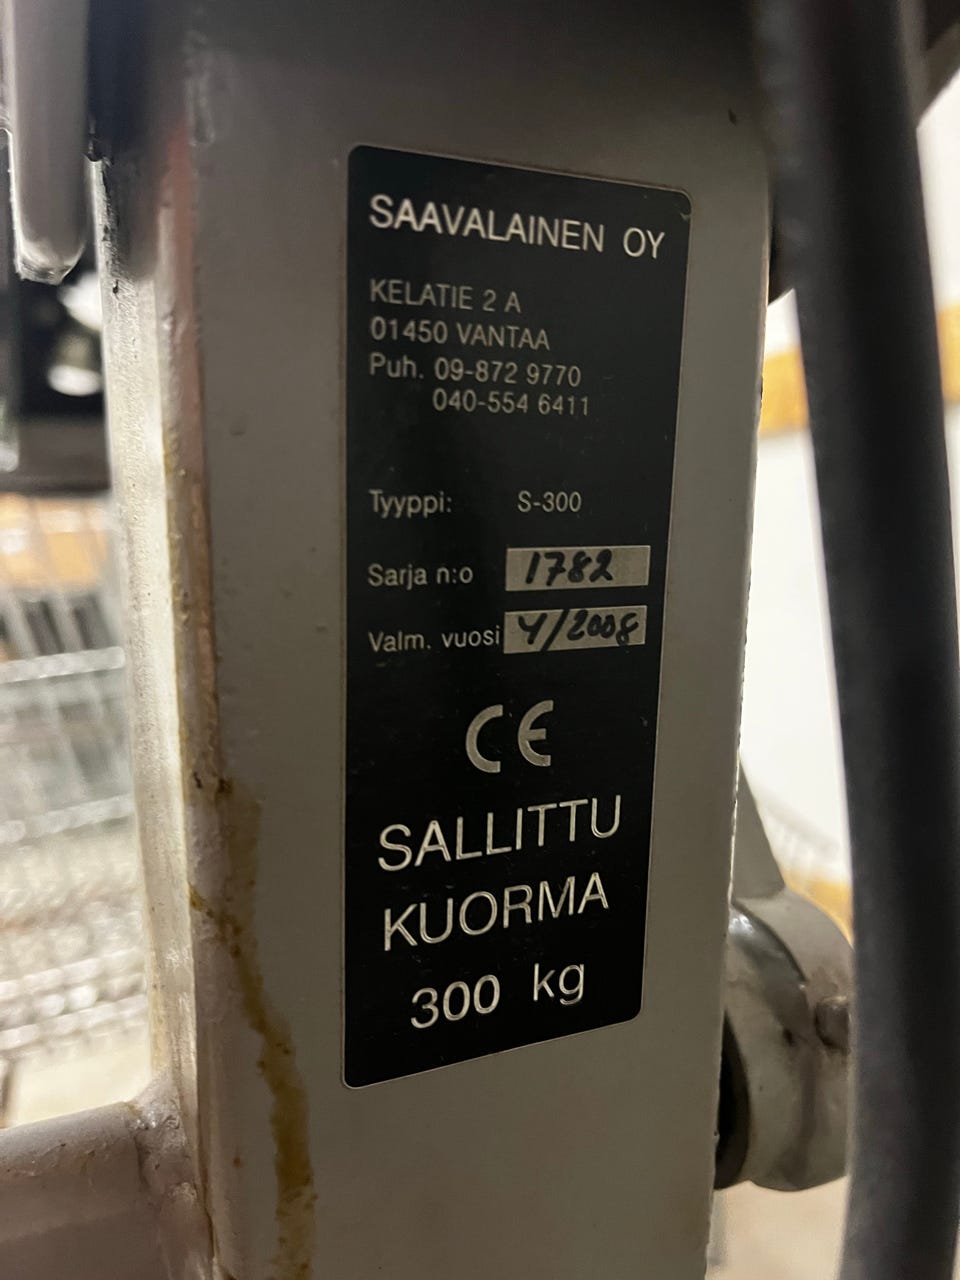 SAAVALAINEN OY
KELATIE 2 A
01450 VANTAA
Puh. 09-872 9770
040-554 6411
Tyyppi: S-300
Sarja n:o 1782
Valm. vuosi 4/2008
CE
SALLITTU
KUORMA
300 kg